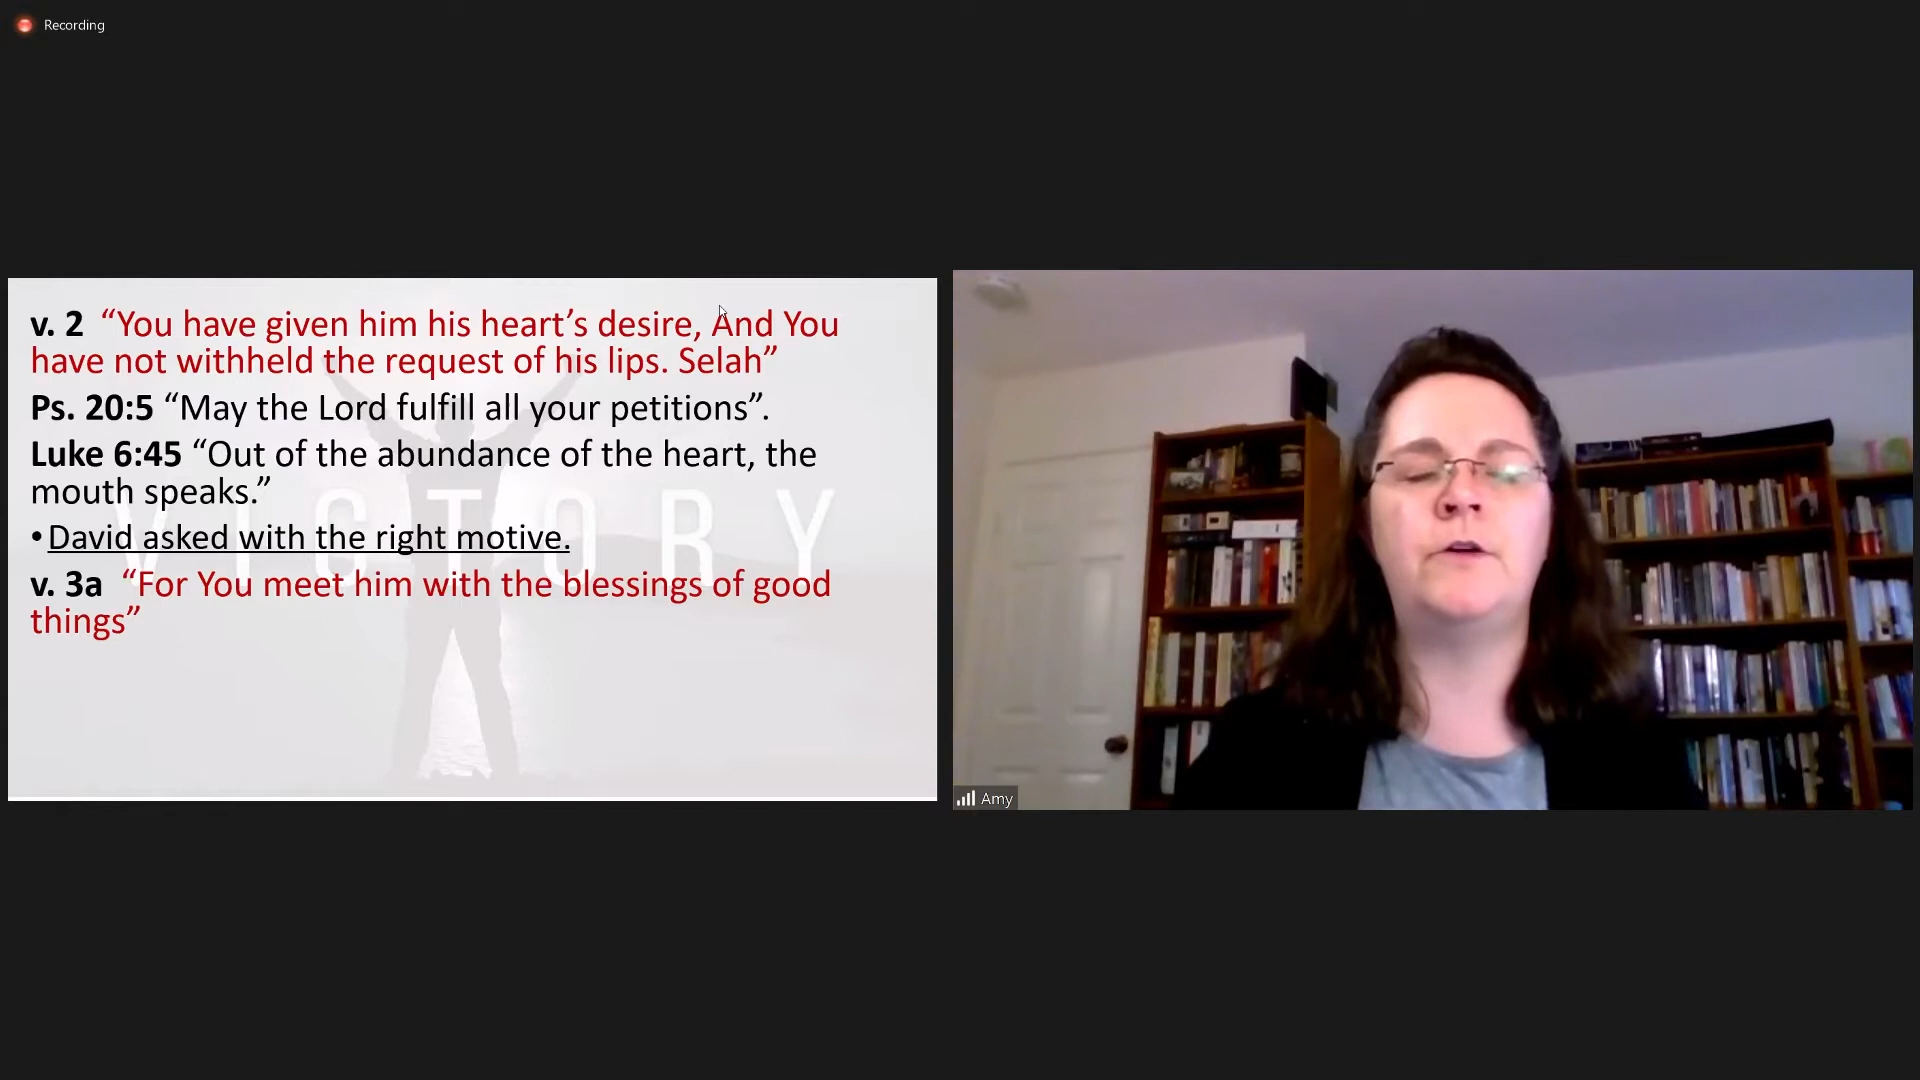 Recording
v. 2 “You have given him his heart’s desire, And You
have not withheld the request of his lips. Selah”
Ps. 20:5 “May the Lord fulfill all your petitions”.
Luke 6:45 “Out of the abundance of the heart, the
mouth speaks.”
• David asked with the right motive.
v. 3a “For You meet him with the blessings of good
things”
VICTORY
Amy